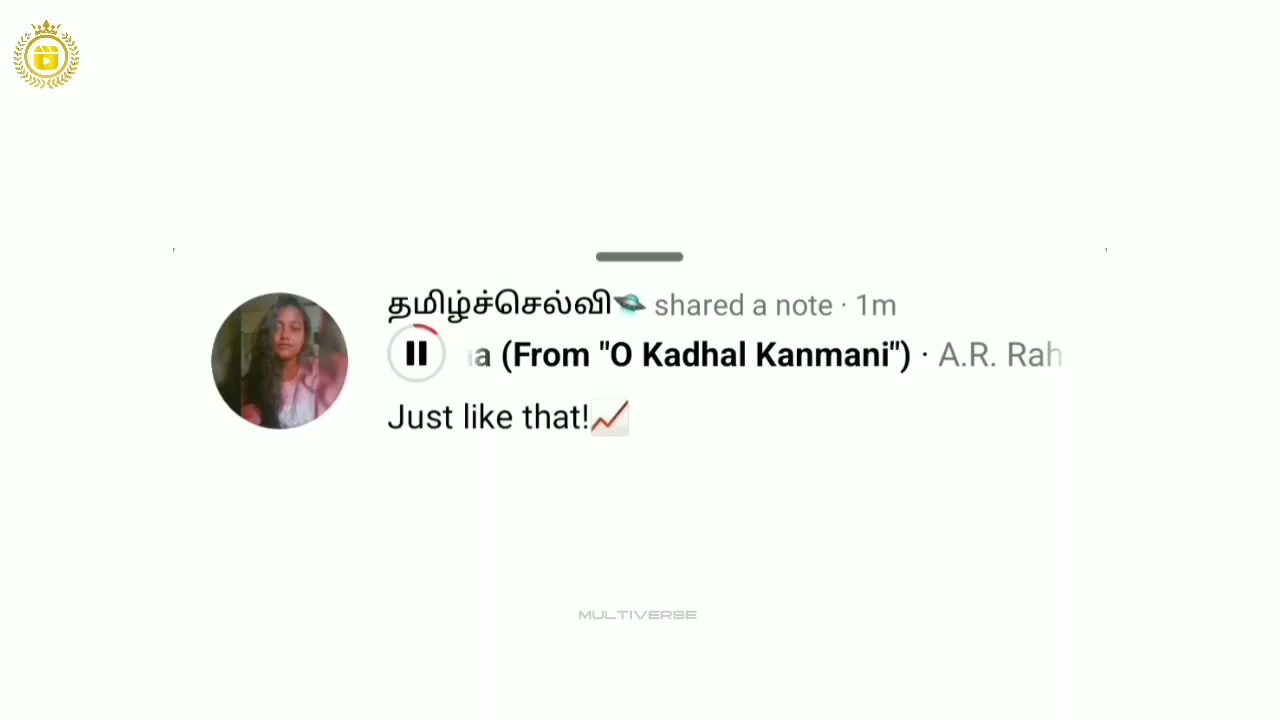 தமிழ்ச்செல்வி🛸 shared a note · 1m
(From "O Kadhal Kanmani") · A.R. Rah
Just like that!📈
MULTIVERSE